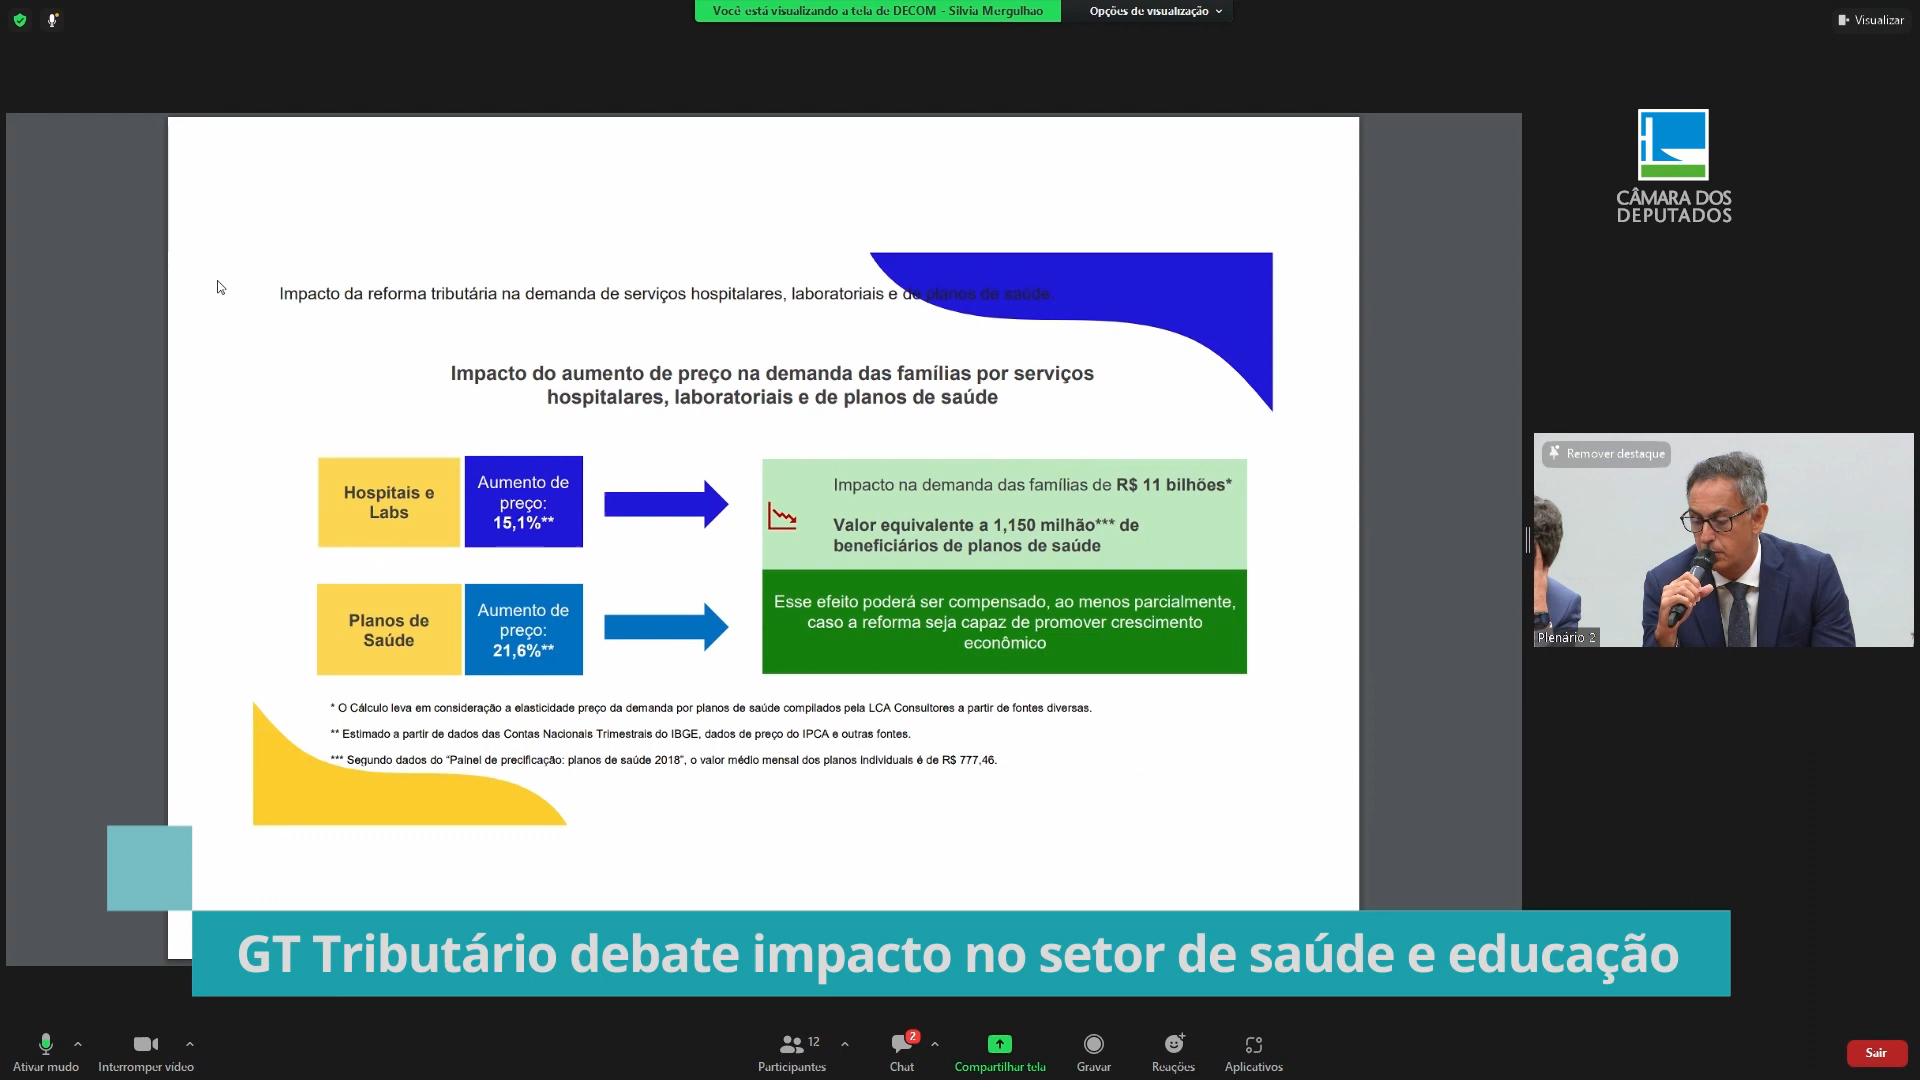 Você está visualizando a tela de DECOM - Silvia Mergulhao
Opções de visualização
Visualizar
CÂMARA DOS
DEPUTADOS
Impacto da reforma tributária na demanda de serviços hospitalares, laboratoriais e de planos de saúde.
Impacto do aumento de preço na demanda das famílias por serviços
hospitalares, laboratoriais e de planos de saúde
Hospitais e
Labs
Aumento de
preço:
15,1%**
Impacto na demanda das famílias de R$ 11 bilhões*
Valor equivalente a 1,150 milhão*** de
beneficiários de planos de saúde
Planos de
Saúde
Aumento de
preço:
21,6%**
Esse efeito poderá ser compensado, ao menos parcialmente,
caso a reforma seja capaz de promover crescimento
econômico
* O Cálculo leva em consideração a elasticidade preço da demanda por planos de saúde compilados pela LCA Consultores a partir de fontes diversas.
** Estimado a partir de dados das Contas Nacionais Trimestrais do IBGE, dados de preço do IPCA e outras fontes.
*** Segundo dados do “Painel de precificação: planos de saúde 2018”, o valor médio mensal dos planos individuais é de R$ 777,46.
Remover destaque
Plenário 2
GT Tributário debate impacto no setor de saúde e educação
Ativar mudo
Interromper vídeo
12
Participantes
2
Chat
Compartilhar tela
Gravar
Reações
Aplicativos
Sair